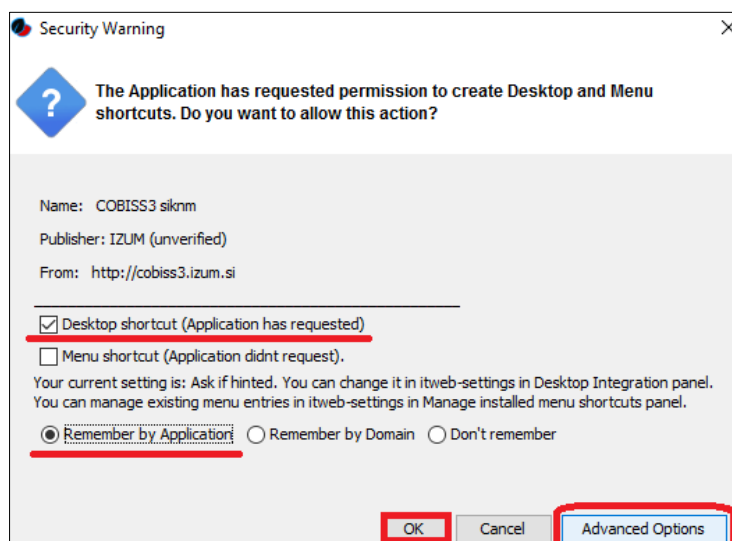 Security Warning
The Application has requested permission to create Desktop and Menu
shortcuts. Do you want to allow this action?
Name: COBISS3 siknm
Publisher: IZUM (unverified)
From: http://cobiss3.izum.si
Desktop shortcut (Application has requested)
Menu shortcut (Application didnt request).
Your current setting is: Ask if hinted. You can change it in itweb-settings in Desktop Integration panel.
You can manage existing menu entries in itweb-settings in Manage installed menu shortcuts panel.
Remember by Application Remember by Domain Don't remember
OK Cancel Advanced Options